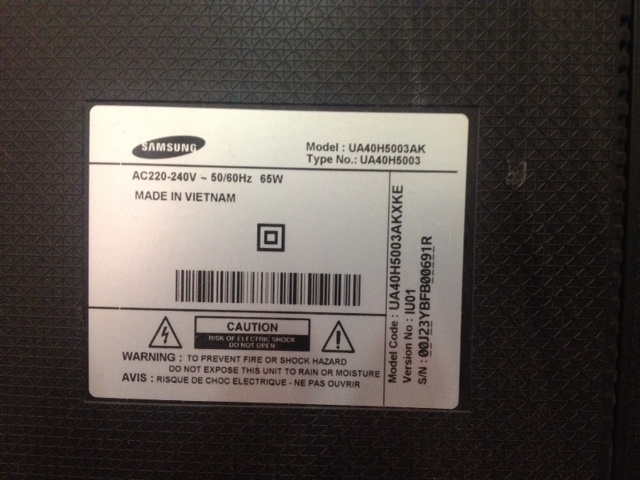 SAMSUNG
Model : UA40H5003AK
Type No.: UA40H5003
AC220-240V ~ 50/60Hz 65W
MADE IN VIETNAM
CAUTION
RISK OF ELECTRIC SHOCK
DO NOT OPEN
WARNING : TO PREVENT FIRE OR SHOCK HAZARD
DO NOT EXPOSE THIS UNIT TO RAIN OR MOISTURE
AVIS : RISQUE DE CHOC ELECTRIQUE - NE PAS OUVRIR
Model Code : UA40H5003AKXKE
Version No : IU01
S/N : 00J23YBFB00691R